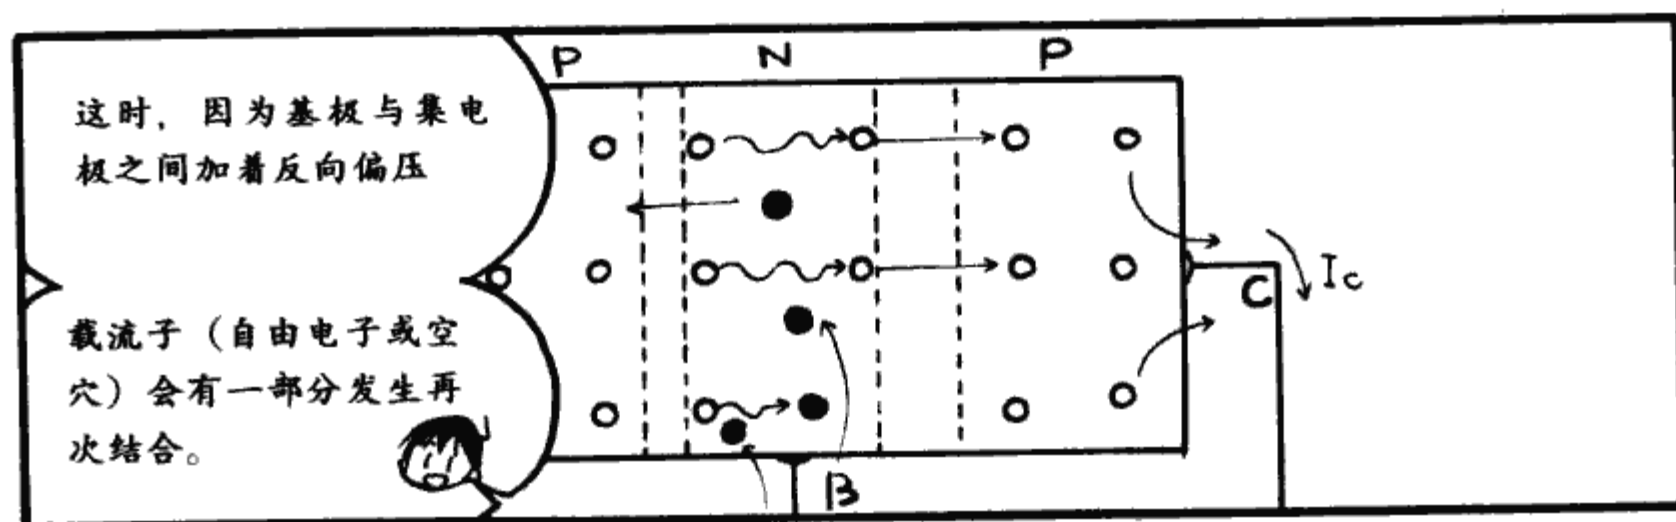 这时，因为基极与集电
极之间加着反向偏压
载流子（自由电子或空
穴）会有一部分发生再
次结合。
P N P
C Ic
B